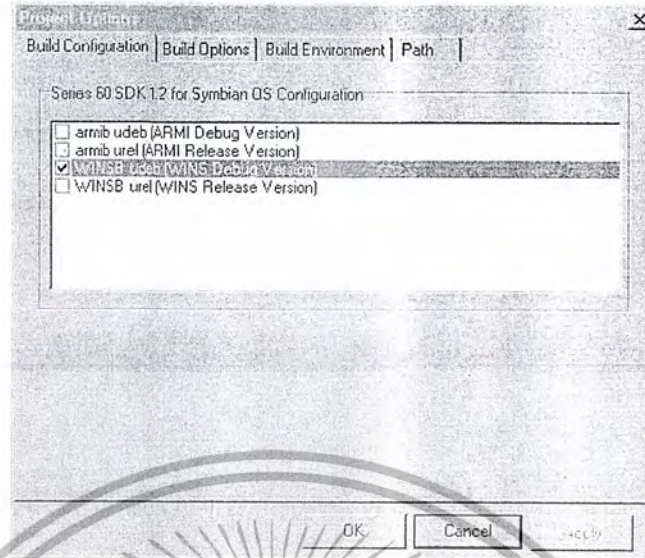 Project Options
Build Configuration Build Options Build Environment Path
Series 60 SDK 1.2 for Symbian OS Configuration
armib udeb (ARMI Debug Version)
armib urel (ARMI Release Version)
WINSB udeb (WINS Debug Version)
WINSB urel (WINS Release Version)
OK Cancel Apply